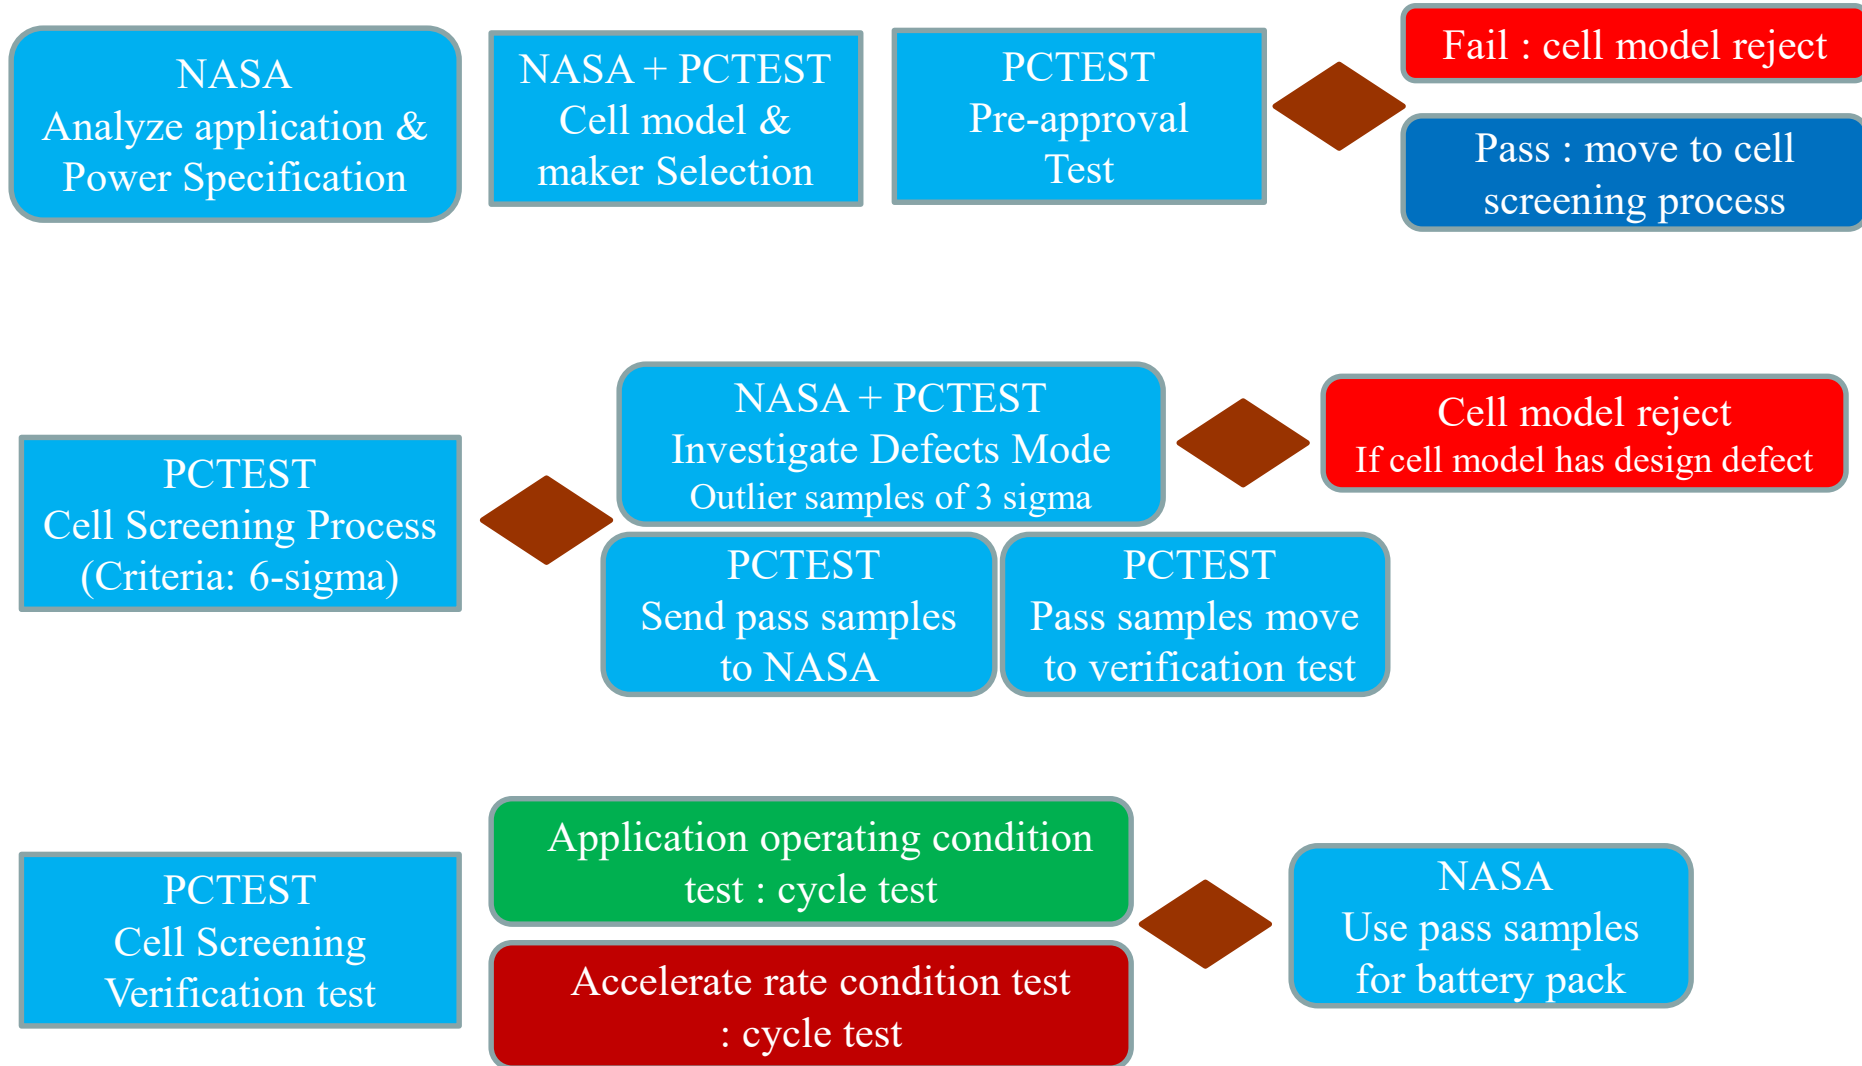 NASA
Analyze application &
Power Specification
NASA + PCTEST
Cell model &
maker Selection
PCTEST
Pre-approval
Test
Fail : cell model reject
Pass : move to cell
screening process
PCTEST
Cell Screening Process
(Criteria: 6-sigma)
NASA + PCTEST
Investigate Defects Mode
Outlier samples of 3 sigma
Cell model reject
If cell model has design defect
PCTEST
Send pass samples
to NASA
PCTEST
Pass samples move
to verification test
PCTEST
Cell Screening
Verification test
Application operating condition
test : cycle test
Accelerate rate condition test
: cycle test
NASA
Use pass samples
for battery pack